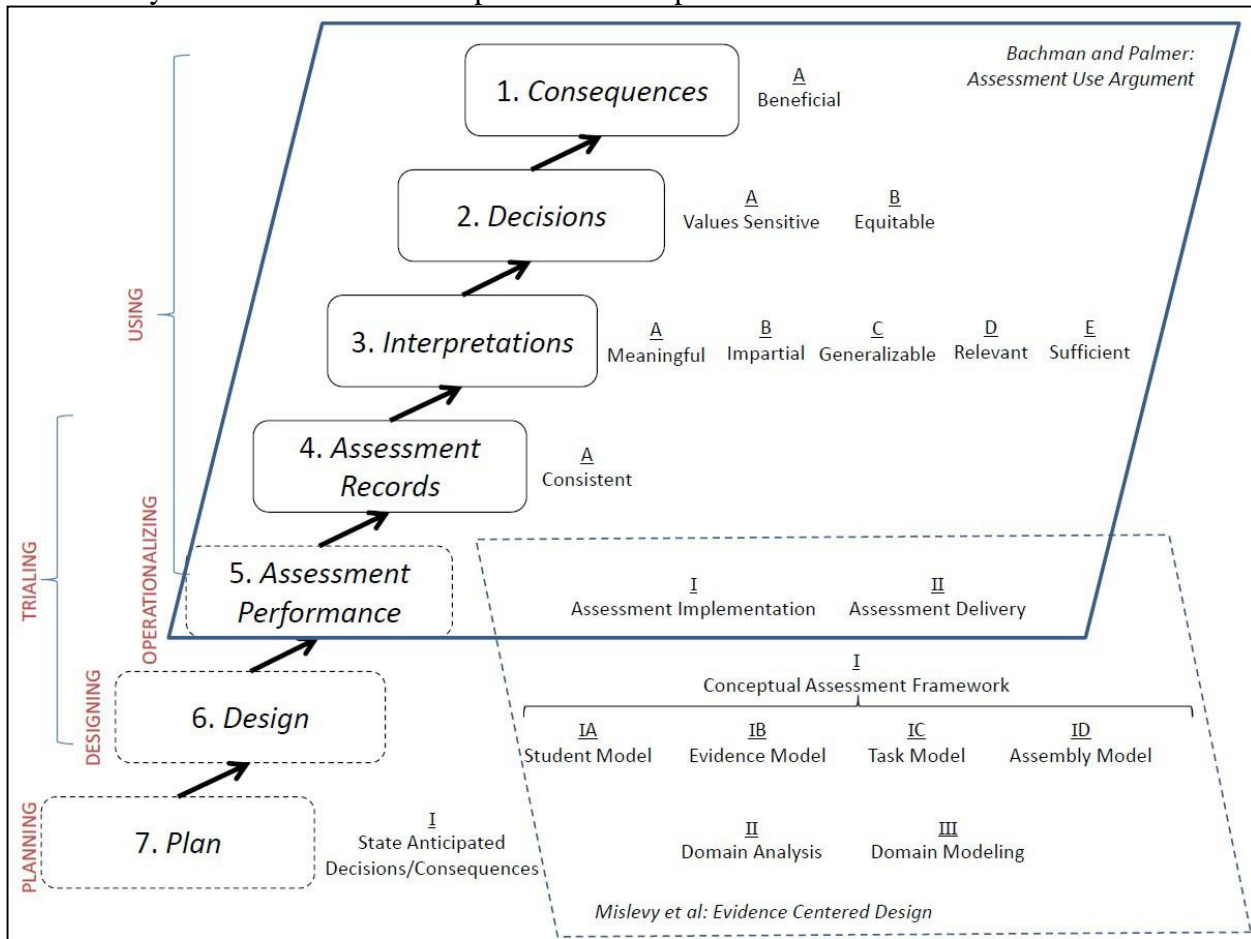 Bachman and Palmer:
Assessment Use Argument
1. Consequences
A
Beneficial
2. Decisions
A
Values Sensitive
B
Equitable
USING
3. Interpretations
A
Meaningful
B
Impartial
C
Generalizable
D
Relevant
E
Sufficient
4. Assessment
Records
A
Consistent
TRIALING
OPERATIONALIZING
5. Assessment
Performance
I
Assessment Implementation
II
Assessment Delivery
DESIGNING
6. Design
I
Conceptual Assessment Framework
IA
Student Model
IB
Evidence Model
IC
Task Model
ID
Assembly Model
PLANNING
7. Plan
I
State Anticipated
Decisions/Consequences
II
Domain Analysis
III
Domain Modeling
Mislevy et al: Evidence Centered Design